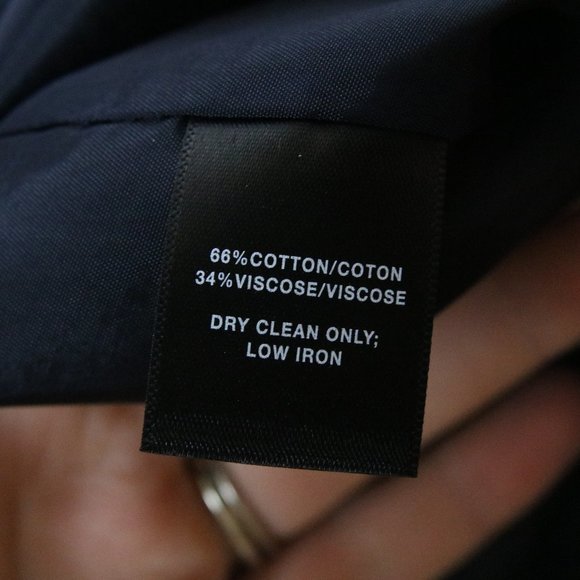 66%COTTON/COTON
34%VISCOSE/VISCOSE
DRY CLEAN ONLY;
LOW IRON